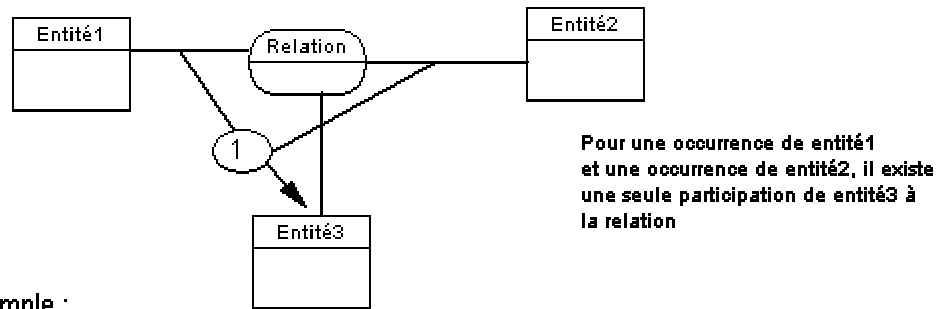 Entité1
Relation
Entité2
1
Pour une occurrence de entité1
et une occurrence de entité2, il existe
une seule participation de entité3 à
la relation
Entité3
mple :